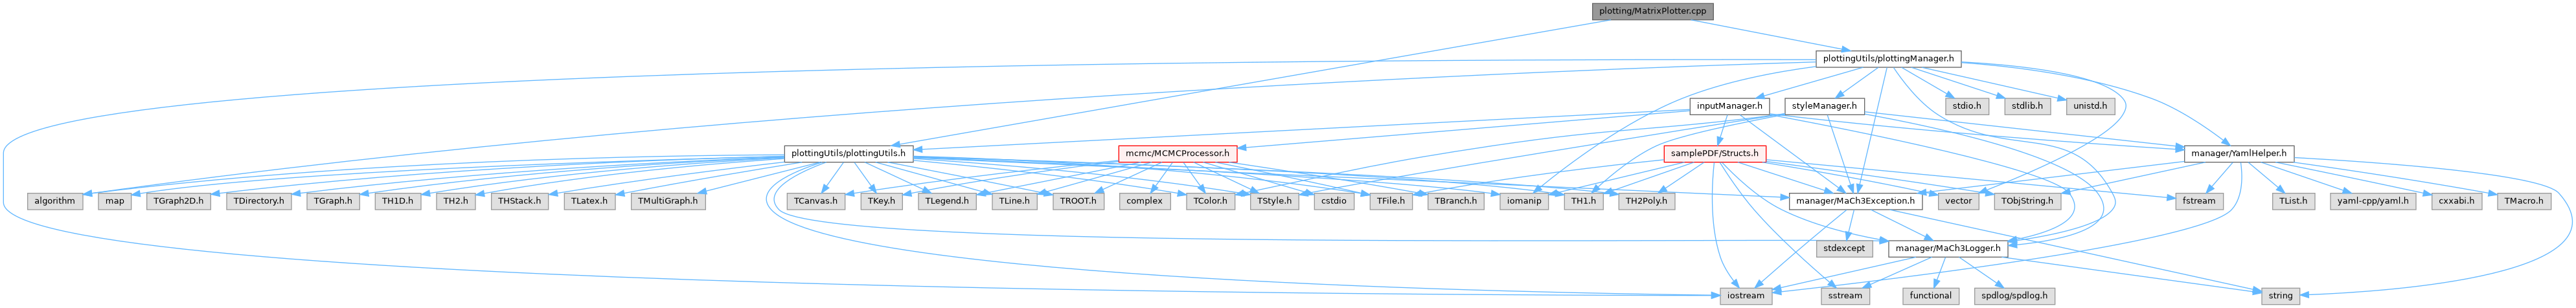 plotting/MatrixPlotter.cpp
plottingUtils/plottingManager.h
inputManager.h
styleManager.h
stdio.h
stdlib.h
unistd.h
plottingUtils/plottingUtils.h
mcmc/MCMCProcessor.h
samplePDF/Structs.h
manager/YamlHelper.h
algorithm
map
TGraph2D.h
TDirectory.h
TGraph.h
TH1D.h
TH2.h
THStack.h
TLatex.h
TMultiGraph.h
TCanvas.h
TKey.h
TLegend.h
TLine.h
TROOT.h
complex
TColor.h
TStyle.h
cstdio
TFile.h
TBranch.h
iomanip
TH1.h
TH2Poly.h
manager/MaCh3Exception.h
vector
TObjString.h
fstream
TList.h
yaml-cpp/yaml.h
cxxabi.h
TMacro.h
stdexcept
manager/MaCh3Logger.h
iostream
sstream
functional
spdlog/spdlog.h
string